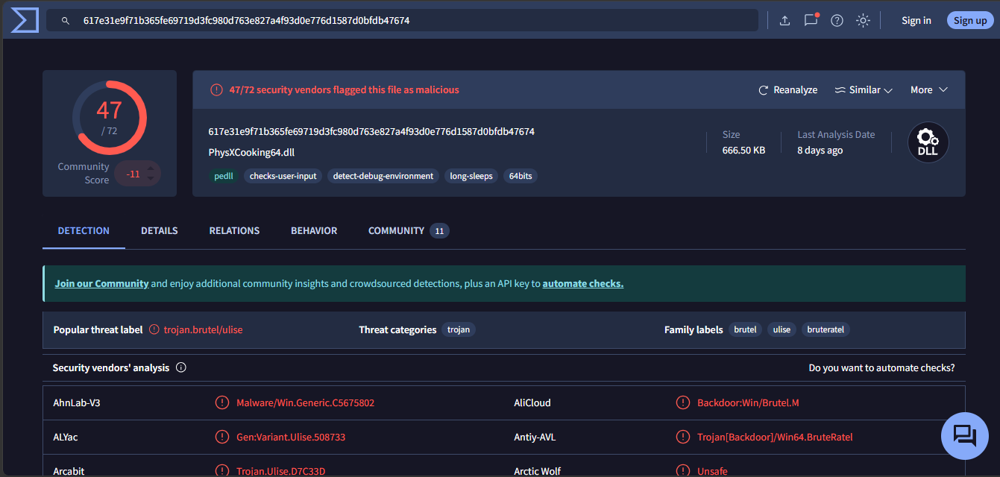 617e31e9f71b365fe69719d3fc980d763e827a4f93d0e776d1587d0bfdb47674
Sign in
Sign up
47
/ 72
Community Score
-11
47/72 security vendors flagged this file as malicious
Reanalyze
Similar
More
617e31e9f71b365fe69719d3fc980d763e827a4f93d0e776d1587d0bfdb47674
PhysXCooking64.dll
pedll
checks-user-input
detect-debug-environment
long-sleeps
64bits
Size
666.50 KB
Last Analysis Date
8 days ago
DLL
DETECTION
DETAILS
RELATIONS
BEHAVIOR
COMMUNITY 11
Join our Community and enjoy additional community insights and crowdsourced detections, plus an API key to automate checks.
Popular threat label trojan.brutel/ulise
Threat categories trojan
Family labels brutel ulise bruteratel
Security vendors' analysis
Do you want to automate checks?
AhnLab-V3 Malware/Win.Generic.C5675802
AliCloud Backdoor:Win/Brutel.M
ALYac Gen:Variant.Ulise.508733
Antiy-AVL Trojan[Backdoor]/Win64.BruteRatel
Arcabit Trojan.Ulise.D7C33D
Arctic Wolf Unsafe